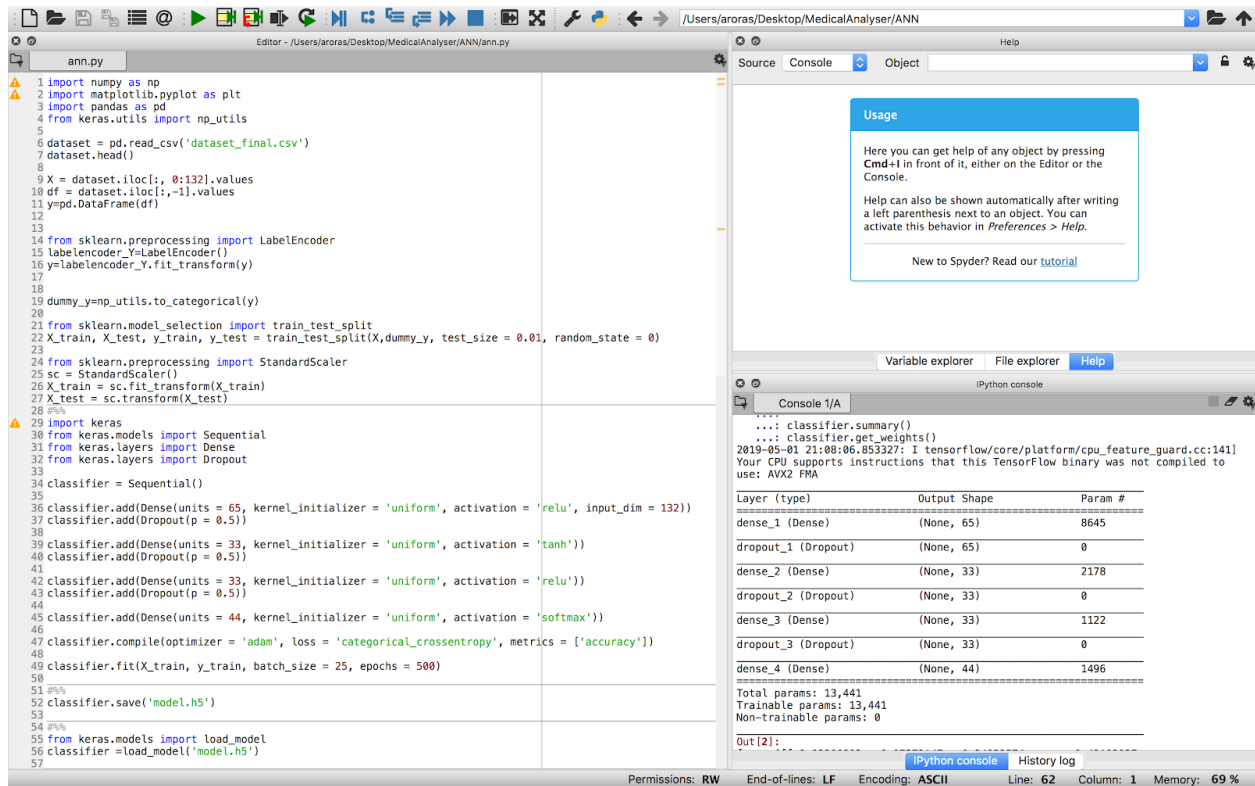 /Users/aroras/Desktop/MedicalAnalyser/ANN
Editor - /Users/aroras/Desktop/MedicalAnalyser/ANN/ann.py
ann.py
1 import numpy as np
2 import matplotlib.pyplot as plt
3 import pandas as pd
4 from keras.utils import np_utils
5
6 dataset = pd.read_csv('dataset_final.csv')
7 dataset.head()
8
9 X = dataset.iloc[:, 0:132].values
10 df = dataset.iloc[:,-1].values
11 y=pd.DataFrame(df)
12
13
14 from sklearn.preprocessing import LabelEncoder
15 labelencoder_Y=LabelEncoder()
16 y=labelencoder_Y.fit_transform(y)
17
18
19 dummy_y=np_utils.to_categorical(y)
20
21 from sklearn.model_selection import train_test_split
22 X_train, X_test, y_train, y_test = train_test_split(X,dummy_y, test_size = 0.01, random_state = 0)
23
24 from sklearn.preprocessing import StandardScaler
25 sc = StandardScaler()
26 X_train = sc.fit_transform(X_train)
27 X_test = sc.transform(X_test)
28 #%%
29 import keras
30 from keras.models import Sequential
31 from keras.layers import Dense
32 from keras.layers import Dropout
33
34 classifier = Sequential()
35
36 classifier.add(Dense(units = 65, kernel_initializer = 'uniform', activation = 'relu', input_dim = 132))
37 classifier.add(Dropout(p = 0.5))
38
39 classifier.add(Dense(units = 33, kernel_initializer = 'uniform', activation = 'tanh'))
40 classifier.add(Dropout(p = 0.5))
41
42 classifier.add(Dense(units = 33, kernel_initializer = 'uniform', activation = 'relu'))
43 classifier.add(Dropout(p = 0.5))
44
45 classifier.add(Dense(units = 44, kernel_initializer = 'uniform', activation = 'softmax'))
46
47 classifier.compile(optimizer = 'adam', loss = 'categorical_crossentropy', metrics = ['accuracy'])
48
49 classifier.fit(X_train, y_train, batch_size = 25, epochs = 500)
50
51 #%%
52 classifier.save('model.h5')
53
54 #%%
55 from keras.models import load_model
56 classifier =load_model('model.h5')
57
Help
Source Console Object
Usage
Here you can get help of any object by pressing
Cmd+I in front of it, either on the Editor or the
Console.
Help can also be shown automatically after writing
a left parenthesis next to an object. You can
activate this behavior in Preferences > Help.
New to Spyder? Read our tutorial
Variable explorer File explorer Help
IPython console
Console 1/A
...: classifier.summary()
...: classifier.get_weights()
2019-05-01 21:08:06.853327: I tensorflow/core/platform/cpu_feature_guard.cc:141]
Your CPU supports instructions that this TensorFlow binary was not compiled to
use: AVX2 FMA
Layer (type) Output Shape Param #
dense_1 (Dense) (None, 65) 8645
dropout_1 (Dropout) (None, 65) 0
dense_2 (Dense) (None, 33) 2178
dropout_2 (Dropout) (None, 33) 0
dense_3 (Dense) (None, 33) 1122
dropout_3 (Dropout) (None, 33) 0
dense_4 (Dense) (None, 44) 1496
Total params: 13,441
Trainable params: 13,441
Non-trainable params: 0
Out[2]:
IPython console History log
Permissions: RW End-of-lines: LF Encoding: ASCII Line: 62 Column: 1 Memory: 69 %